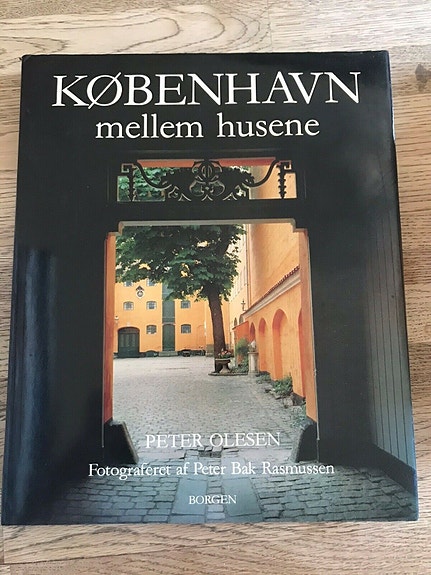 KØBENHAVN
mellem husene
PETER OLESEN
Fotograferet af Peter Bak Rasmussen
BORGEN